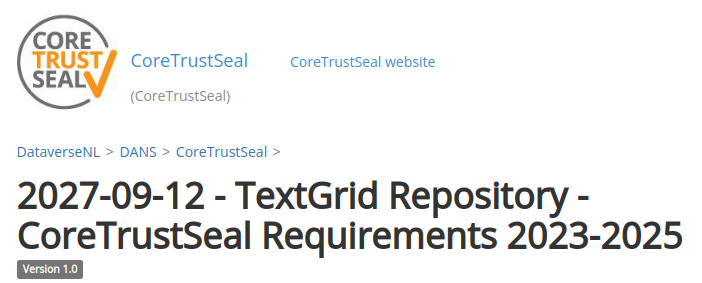 CORE
TRUST
SEAL
CoreTrustSeal CoreTrustSeal website
(CoreTrustSeal)
DataverseNL > DANS > CoreTrustSeal >
2027-09-12 - TextGrid Repository -
CoreTrustSeal Requirements 2023-2025
Version 1.0